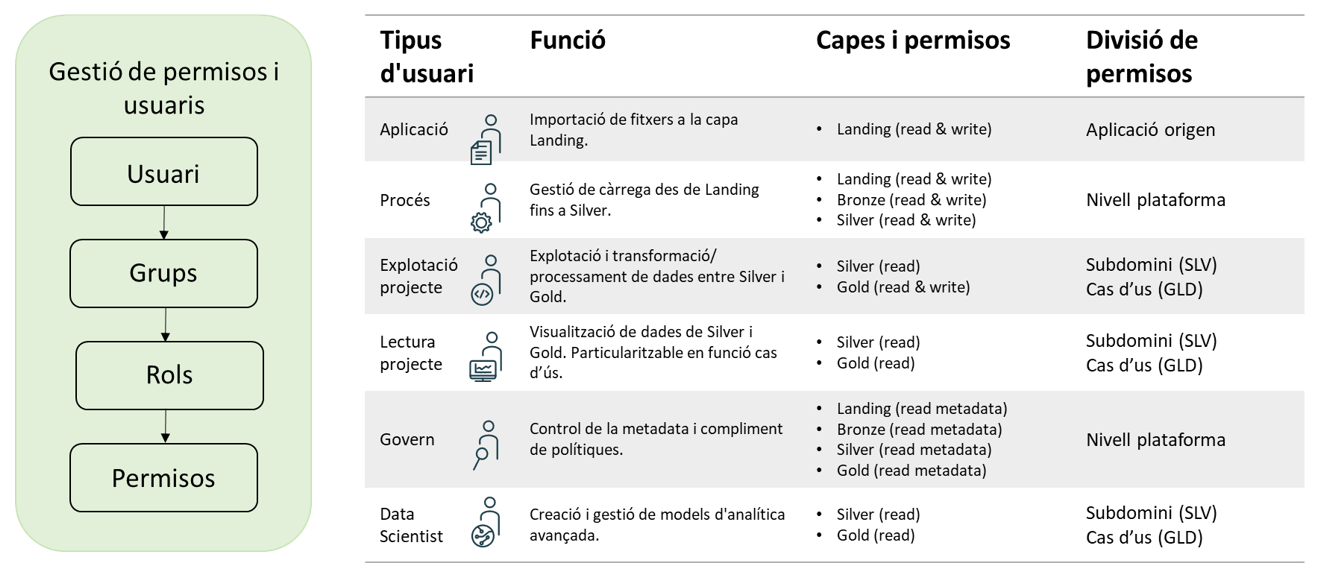 Gestió de permisos i
usuaris
Usuari
Grups
Rols
Permisos
Tipus
d'usuari
Funció
Capes i permisos
Divisió de
permisos
Aplicació
Importació de fitxers a la capa
Landing.
• Landing (read & write)
Aplicació origen
Procés
Gestió de càrrega des de Landing
fins a Silver.
• Landing (read & write)
• Bronze (read & write)
• Silver (read & write)
Nivell plataforma
Explotació
projecte
Explotació i transformació/
processament de dades entre Silver i
Gold.
• Silver (read)
• Gold (read & write)
Subdomini (SLV)
Cas d’us (GLD)
Lectura
projecte
Visualització de dades de Silver i
Gold. Particularitzable en funció cas
d’ús.
• Silver (read)
• Gold (read)
Subdomini (SLV)
Cas d’us (GLD)
Govern
Control de la metadata i compliment
de polítiques.
• Landing (read metadata)
• Bronze (read metadata)
• Silver (read metadata)
• Gold (read metadata)
Nivell plataforma
Data
Scientist
Creació i gestió de models d'analítica
avançada.
• Silver (read)
• Gold (read)
Subdomini (SLV)
Cas d’us (GLD)